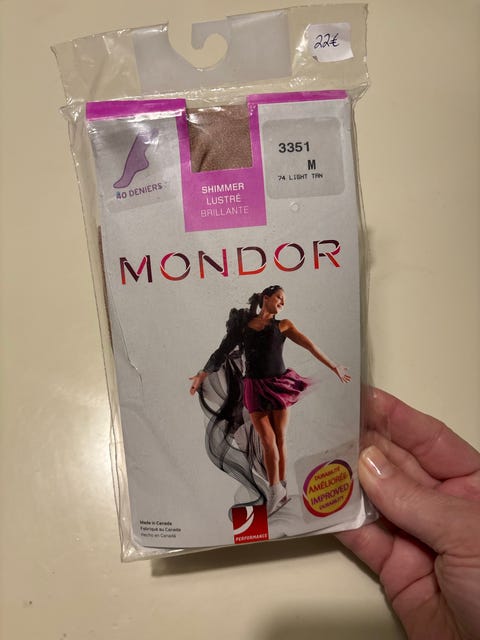 22€
40 DENIERS
SHIMMER
LUSTRÉ
BRILLANTE
3351
M
74 LIGHT TAN
MONDOR
DURABILITÉ
AMÉLIORÉE
IMPROVED
DURABILITY
Made in Canada
Fabriqué au Canada
Hecho en Canadá
PERFORMANCE